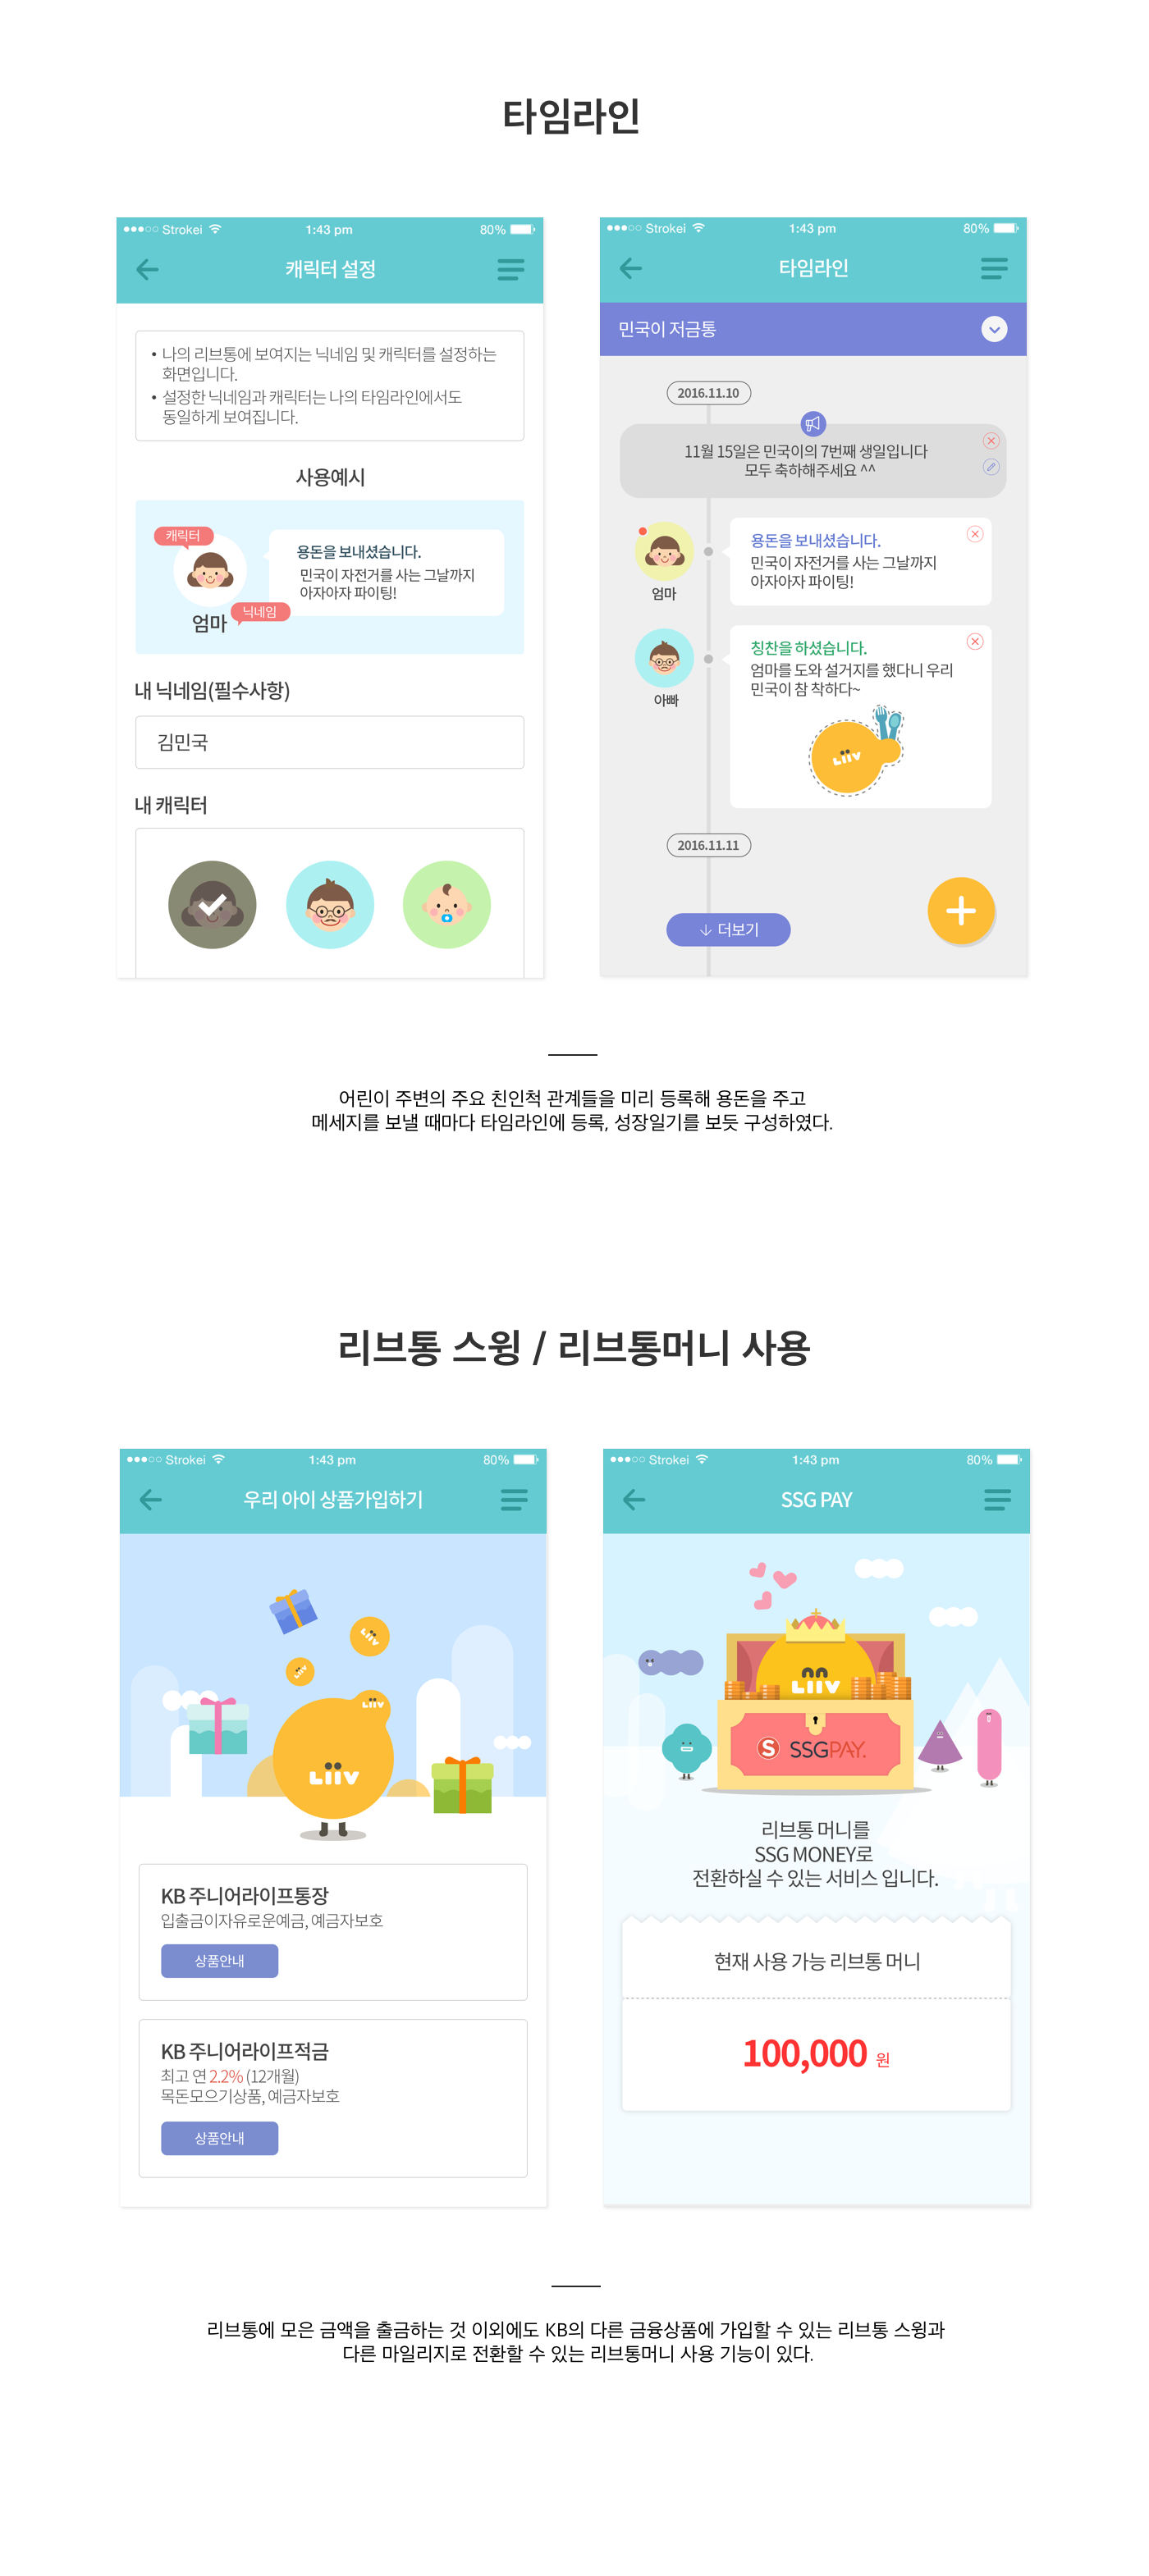 타임라인
●●●○○ Strokei 1:43 pm 80%
캐릭터 설정
• 나의 리브통에 보여지는 닉네임 및 캐릭터를 설정하는
화면입니다.
• 설정한 닉네임과 캐릭터는 나의 타임라인에서도
동일하게 보여집니다.
사용예시
캐릭터
용돈을 보내셨습니다.
민국이 자전거를 사는 그날까지
아자아자 파이팅!
닉네임
엄마
내 닉네임(필수사항)
김민국
내 캐릭터
●●●○○ Strokei 1:43 pm 80%
타임라인
민국이 저금통
2016.11.10
11월 15일은 민국이의 7번째 생일입니다
모두 축하해주세요 ^^
용돈을 보내셨습니다.
민국이 자전거를 사는 그날까지
아자아자 파이팅!
엄마
칭찬을 하셨습니다.
엄마를 도와 설거지를 했다니 우리
민국이 참 착하다~
아빠
Liiv
2016.11.11
더보기
어린이 주변의 주요 친인척 관계들을 미리 등록해 용돈을 주고
메세지를 보낼 때마다 타임라인에 등록, 성장일기를 보듯 구성하였다.
리브통 스윙 / 리브통머니 사용
●●●○○ Strokei 1:43 pm 80%
우리 아이 상품가입하기
Liiv
Liiv
Liiv
Liiv
KB 주니어라이프통장
입출금이자유로운예금, 예금자보호
상품안내
KB 주니어라이프적금
최고 연 2.2% (12개월)
목돈모으기상품, 예금자보호
상품안내
●●●○○ Strokei 1:43 pm 80%
SSG PAY
Liiv
S SSGPAY.
리브통 머니를
SSG MONEY로
전환하실 수 있는 서비스 입니다.
현재 사용 가능 리브통 머니
100,000 원
리브통에 모은 금액을 출금하는 것 이외에도 KB의 다른 금융상품에 가입할 수 있는 리브통 스윙과
다른 마일리지로 전환할 수 있는 리브통머니 사용 기능이 있다.